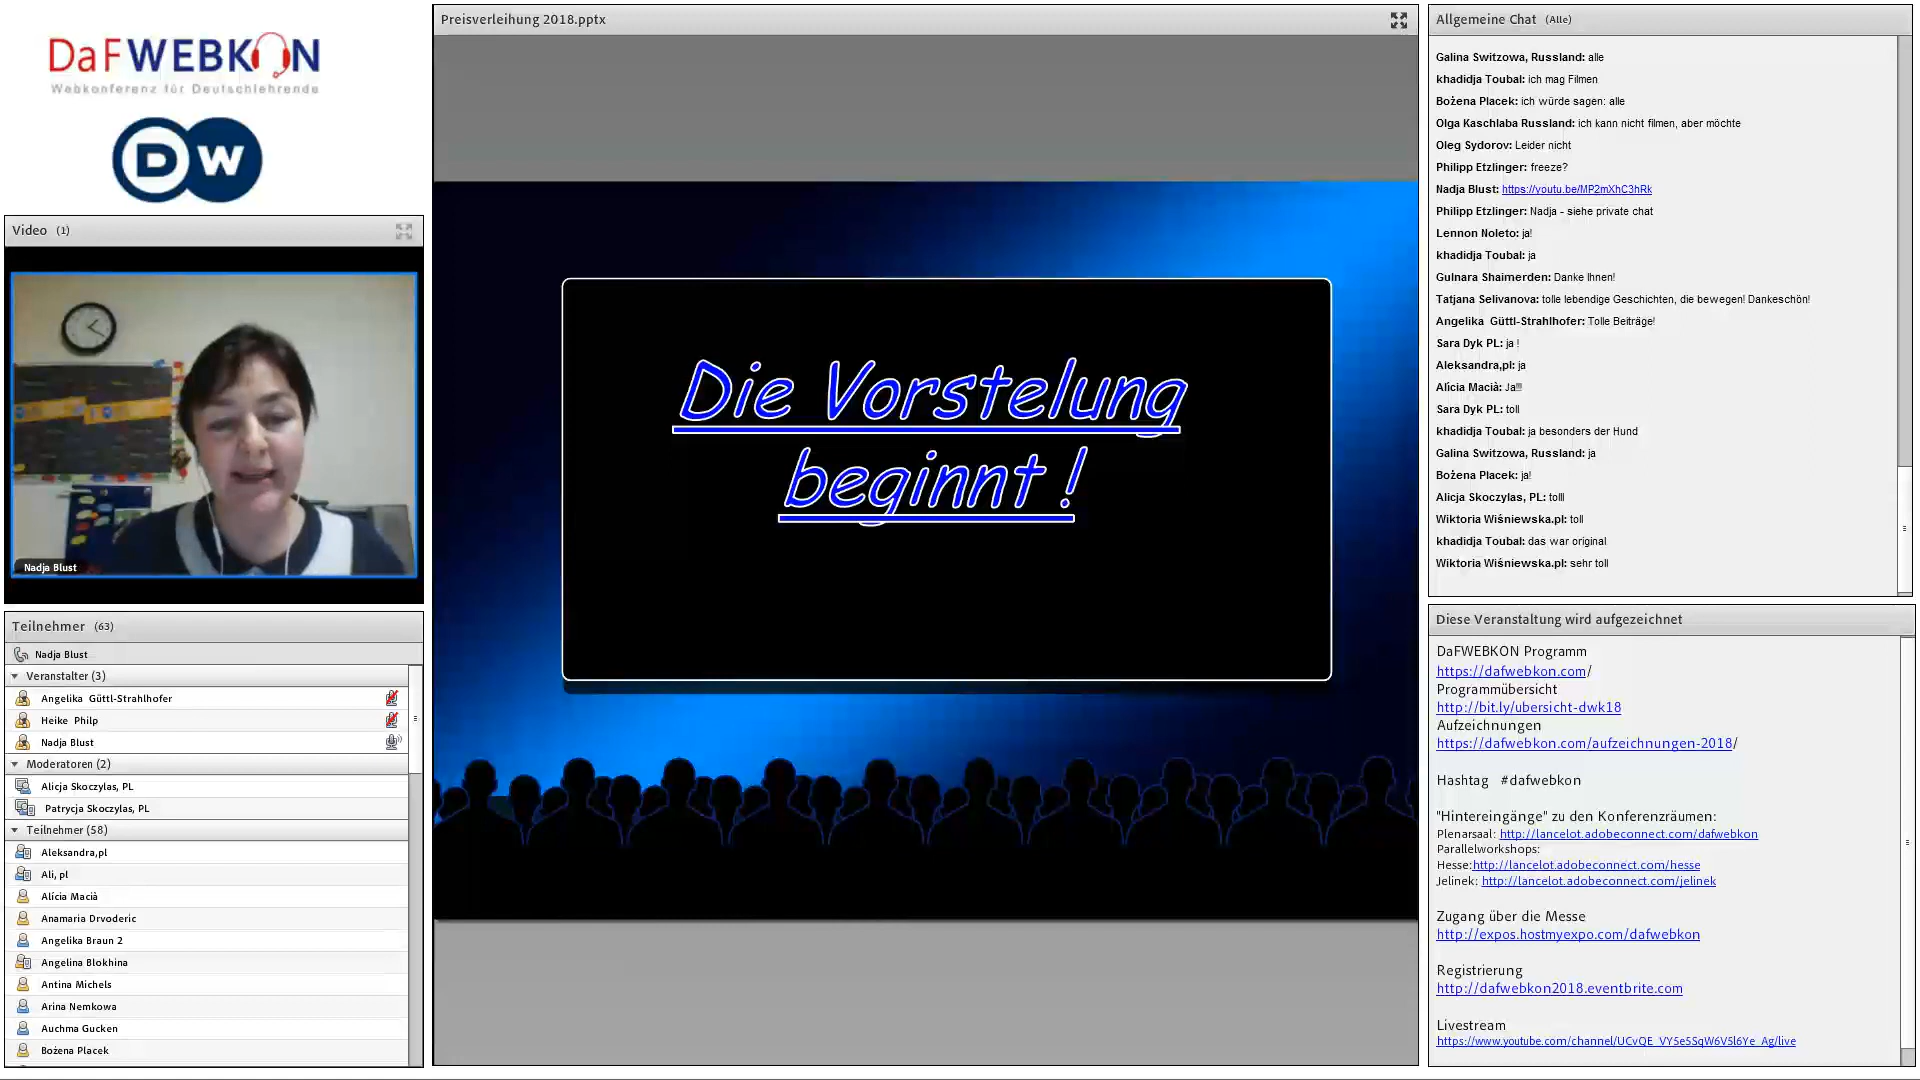 DaFWEBKON
Webkonferenz für Deutschlehrende
DW
Video (1)
Nadja Blust
Teilnehmer (63)
Nadja Blust
Veranstalter (3)
Angelika Güttl-Strahlhofer
Heike Philp
Nadja Blust
Moderatoren (2)
Alicja Skoczylas, PL
Patrycja Skoczylas, PL
Teilnehmer (58)
Aleksandra,pl
Ali, pl
Alícia Macià
Anamaria Drvoderic
Angelika Braun 2
Angelina Blokhina
Antina Michels
Arina Nemkowa
Auchma Gucken
Bożena Placek
Preisverleihung 2018.pptx
Die Vorstelung
beginnt !
Allgemeine Chat (Alle)
Galina Switzowa, Russland: alle
khadidja Toubal: ich mag Filmen
Bożena Placek: ich würde sagen: alle
Olga Kaschlaba Russland: ich kann nicht filmen, aber möchte
Oleg Sydorov: Leider nicht
Philipp Etzlinger: freeze?
Nadja Blust: https://youtu.be/MP2mXhC3hRk
Philipp Etzlinger: Nadja - siehe private chat
Lennon Noleto: ja!
khadidja Toubal: ja
Gulnara Shaimerden: Danke Ihnen!
Tatjana Selivanova: tolle lebendige Geschichten, die bewegen! Dankeschön!
Angelika Güttl-Strahlhofer: Tolle Beiträge!
Sara Dyk PL: ja !
Aleksandra,pl: ja
Alícia Macià: Ja!!!
Sara Dyk PL: toll
khadidja Toubal: ja besonders der Hund
Galina Switzowa, Russland: ja
Bożena Placek: ja!
Alicja Skoczylas, PL: tolll
Wiktoria Wiśniewska.pl: toll
khadidja Toubal: das war original
Wiktoria Wiśniewska.pl: sehr toll
Diese Veranstaltung wird aufgezeichnet
DaFWEBKON Programm
https://dafwebkon.com/
Programmübersicht
http://bit.ly/ubersicht-dwk18
Aufzeichnungen
https://dafwebkon.com/aufzeichnungen-2018/
Hashtag #dafwebkon
"Hintereingänge" zu den Konferenzräumen:
Plenarsaal: http://lancelot.adobeconnect.com/dafwebkon
Parallelworkshops:
Hesse:http://lancelot.adobeconnect.com/hesse
Jelinek: http://lancelot.adobeconnect.com/jelinek
Zugang über die Messe
http://expos.hostmyexpo.com/dafwebkon
Registrierung
http://dafwebkon2018.eventbrite.com
Livestream
https://www.youtube.com/channel/UCvQE_VY5e5SqW6V5l6Ye_Ag/live